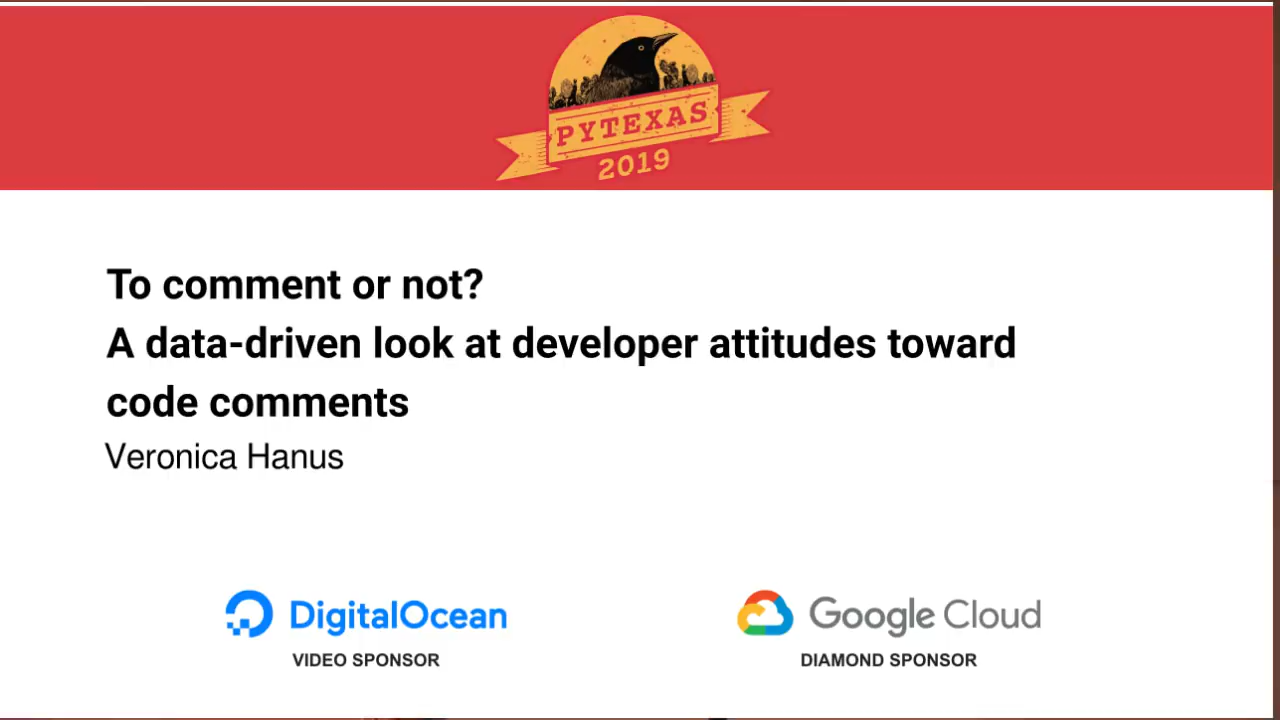 PYTEXAS
2019
To comment or not?
A data-driven look at developer attitudes toward
code comments
Veronica Hanus
DigitalOcean
VIDEO SPONSOR
Google Cloud
DIAMOND SPONSOR